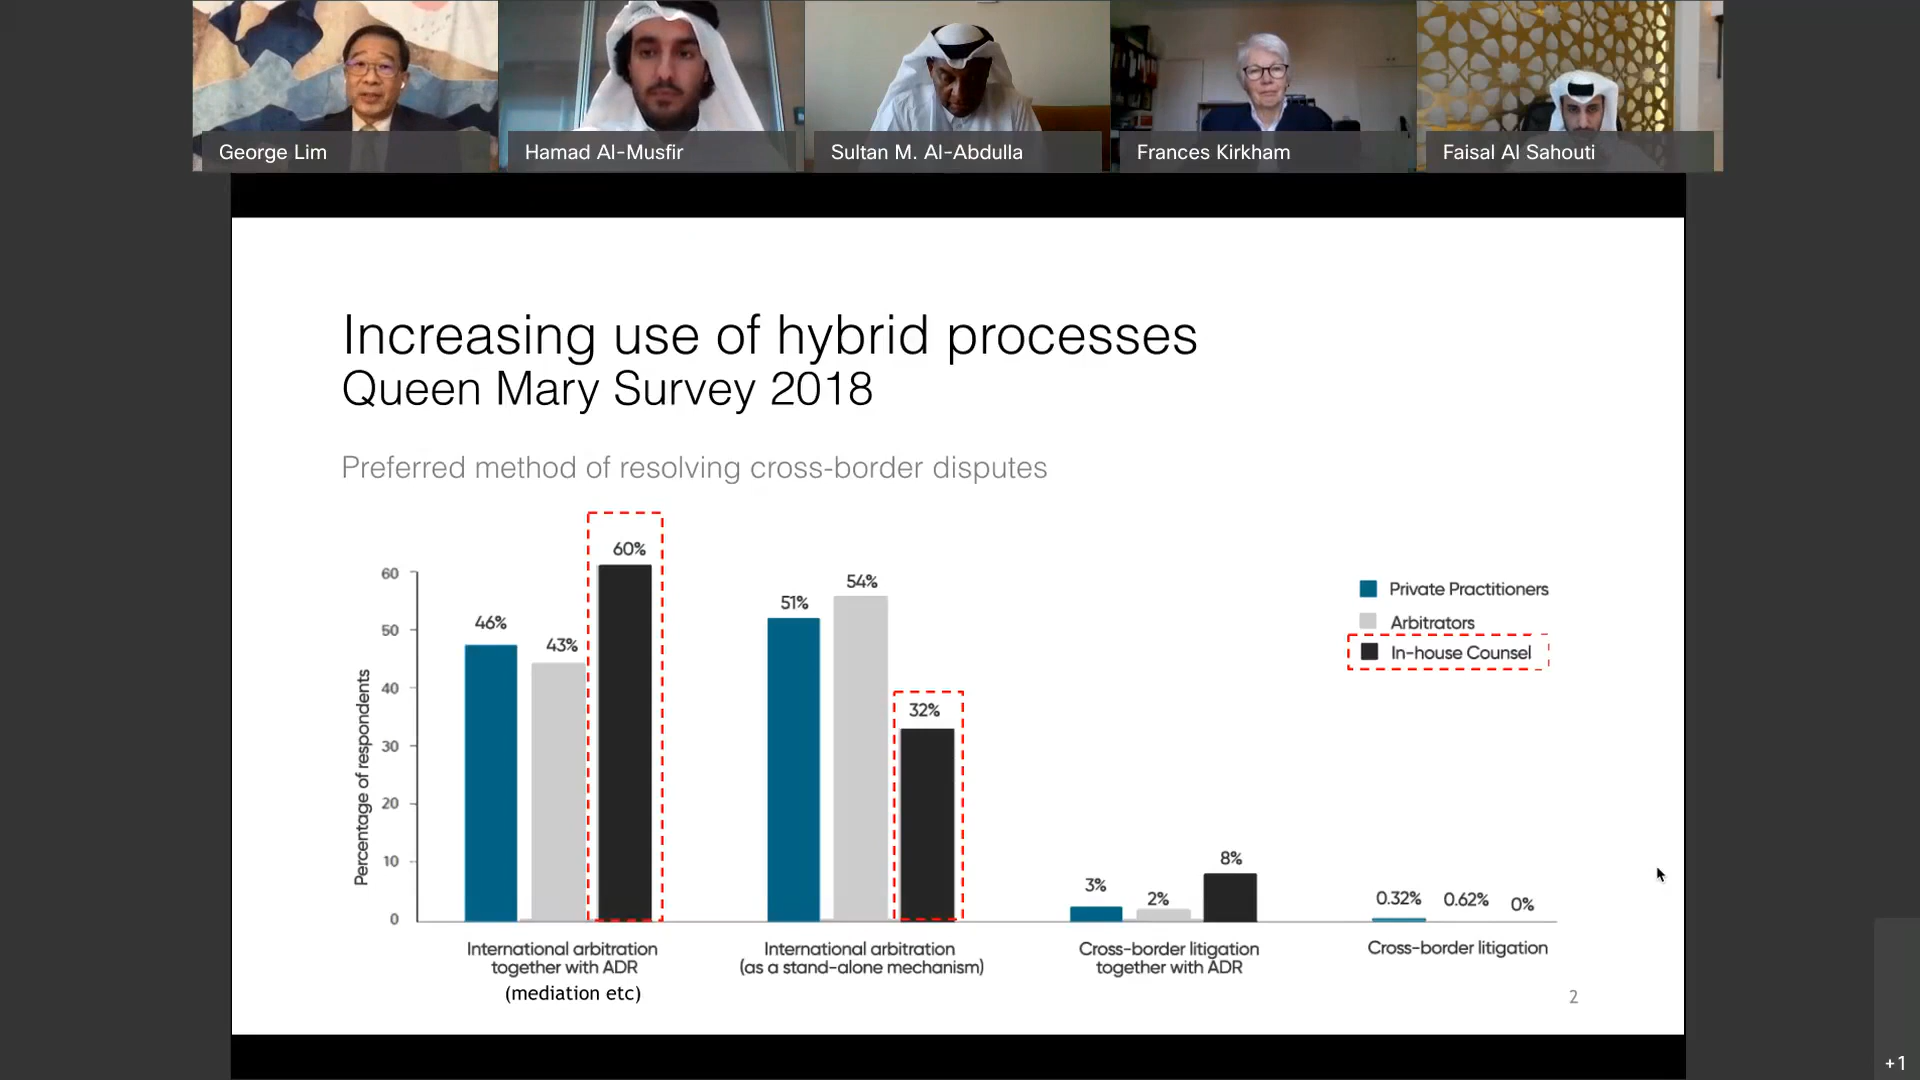 George Lim
Hamad Al-Musfir
Sultan M. Al-Abdulla
Frances Kirkham
Faisal Al Sahouti
Increasing use of hybrid processes
Queen Mary Survey 2018
Preferred method of resolving cross-border disputes
Percentage of respondents
60
50
40
30
20
10
0
46%
43%
60%
51%
54%
32%
3%
2%
8%
0.32%
0.62%
0%
Private Practitioners
Arbitrators
In-house Counsel
International arbitration
together with ADR
(mediation etc)
International arbitration
(as a stand-alone mechanism)
Cross-border litigation
together with ADR
Cross-border litigation
2
+1